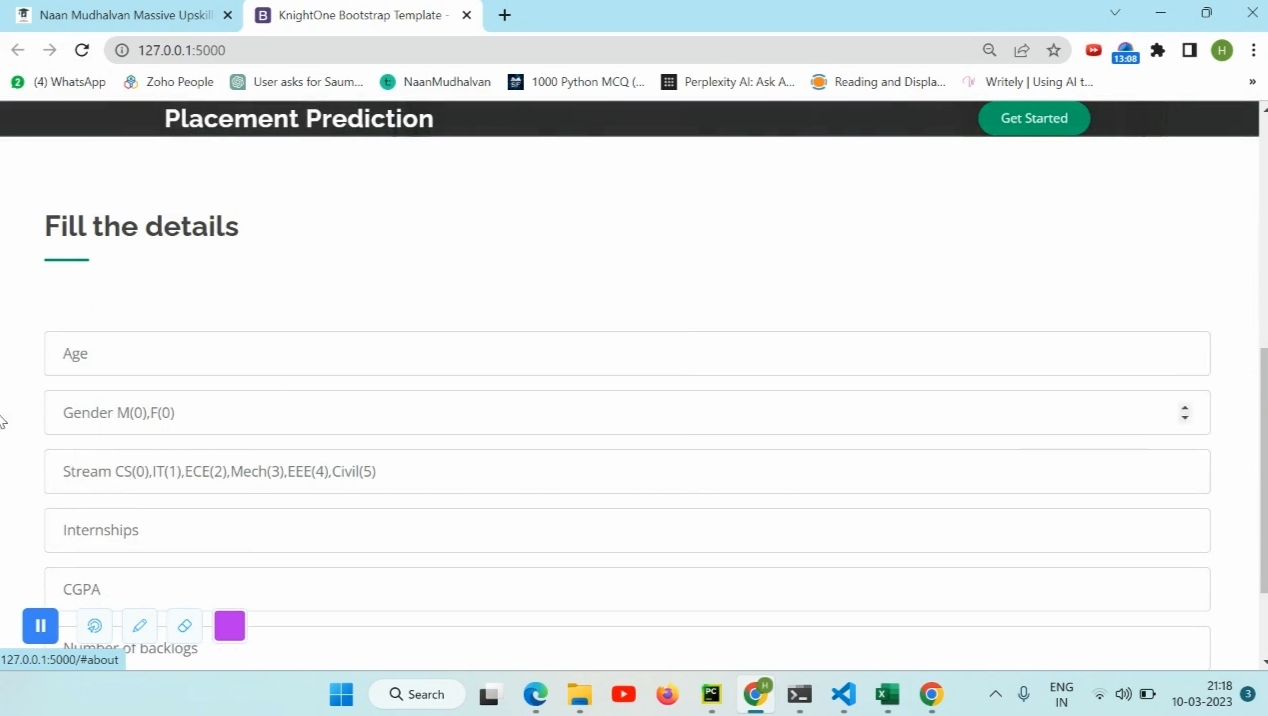 Naan Mudhalvan Massive Upskill
KnightOne Bootstrap Template -
127.0.0.1:5000
13:08
H
2
(4) WhatsApp
Zoho People
User asks for Saum...
NaanMudhalvan
1000 Python MCQ (...
Perplexity AI: Ask A...
Reading and Displa...
Writely | Using AI t...
»
Placement Prediction
Get Started
Fill the details
Age
Gender M(0),F(0)
Stream CS(0),IT(1),ECE(2),Mech(3),EEE(4),Civil(5)
Internships
CGPA
Number of backlogs
127.0.0.1:5000/#about
Search
ENG
IN
21:18
10-03-2023
3